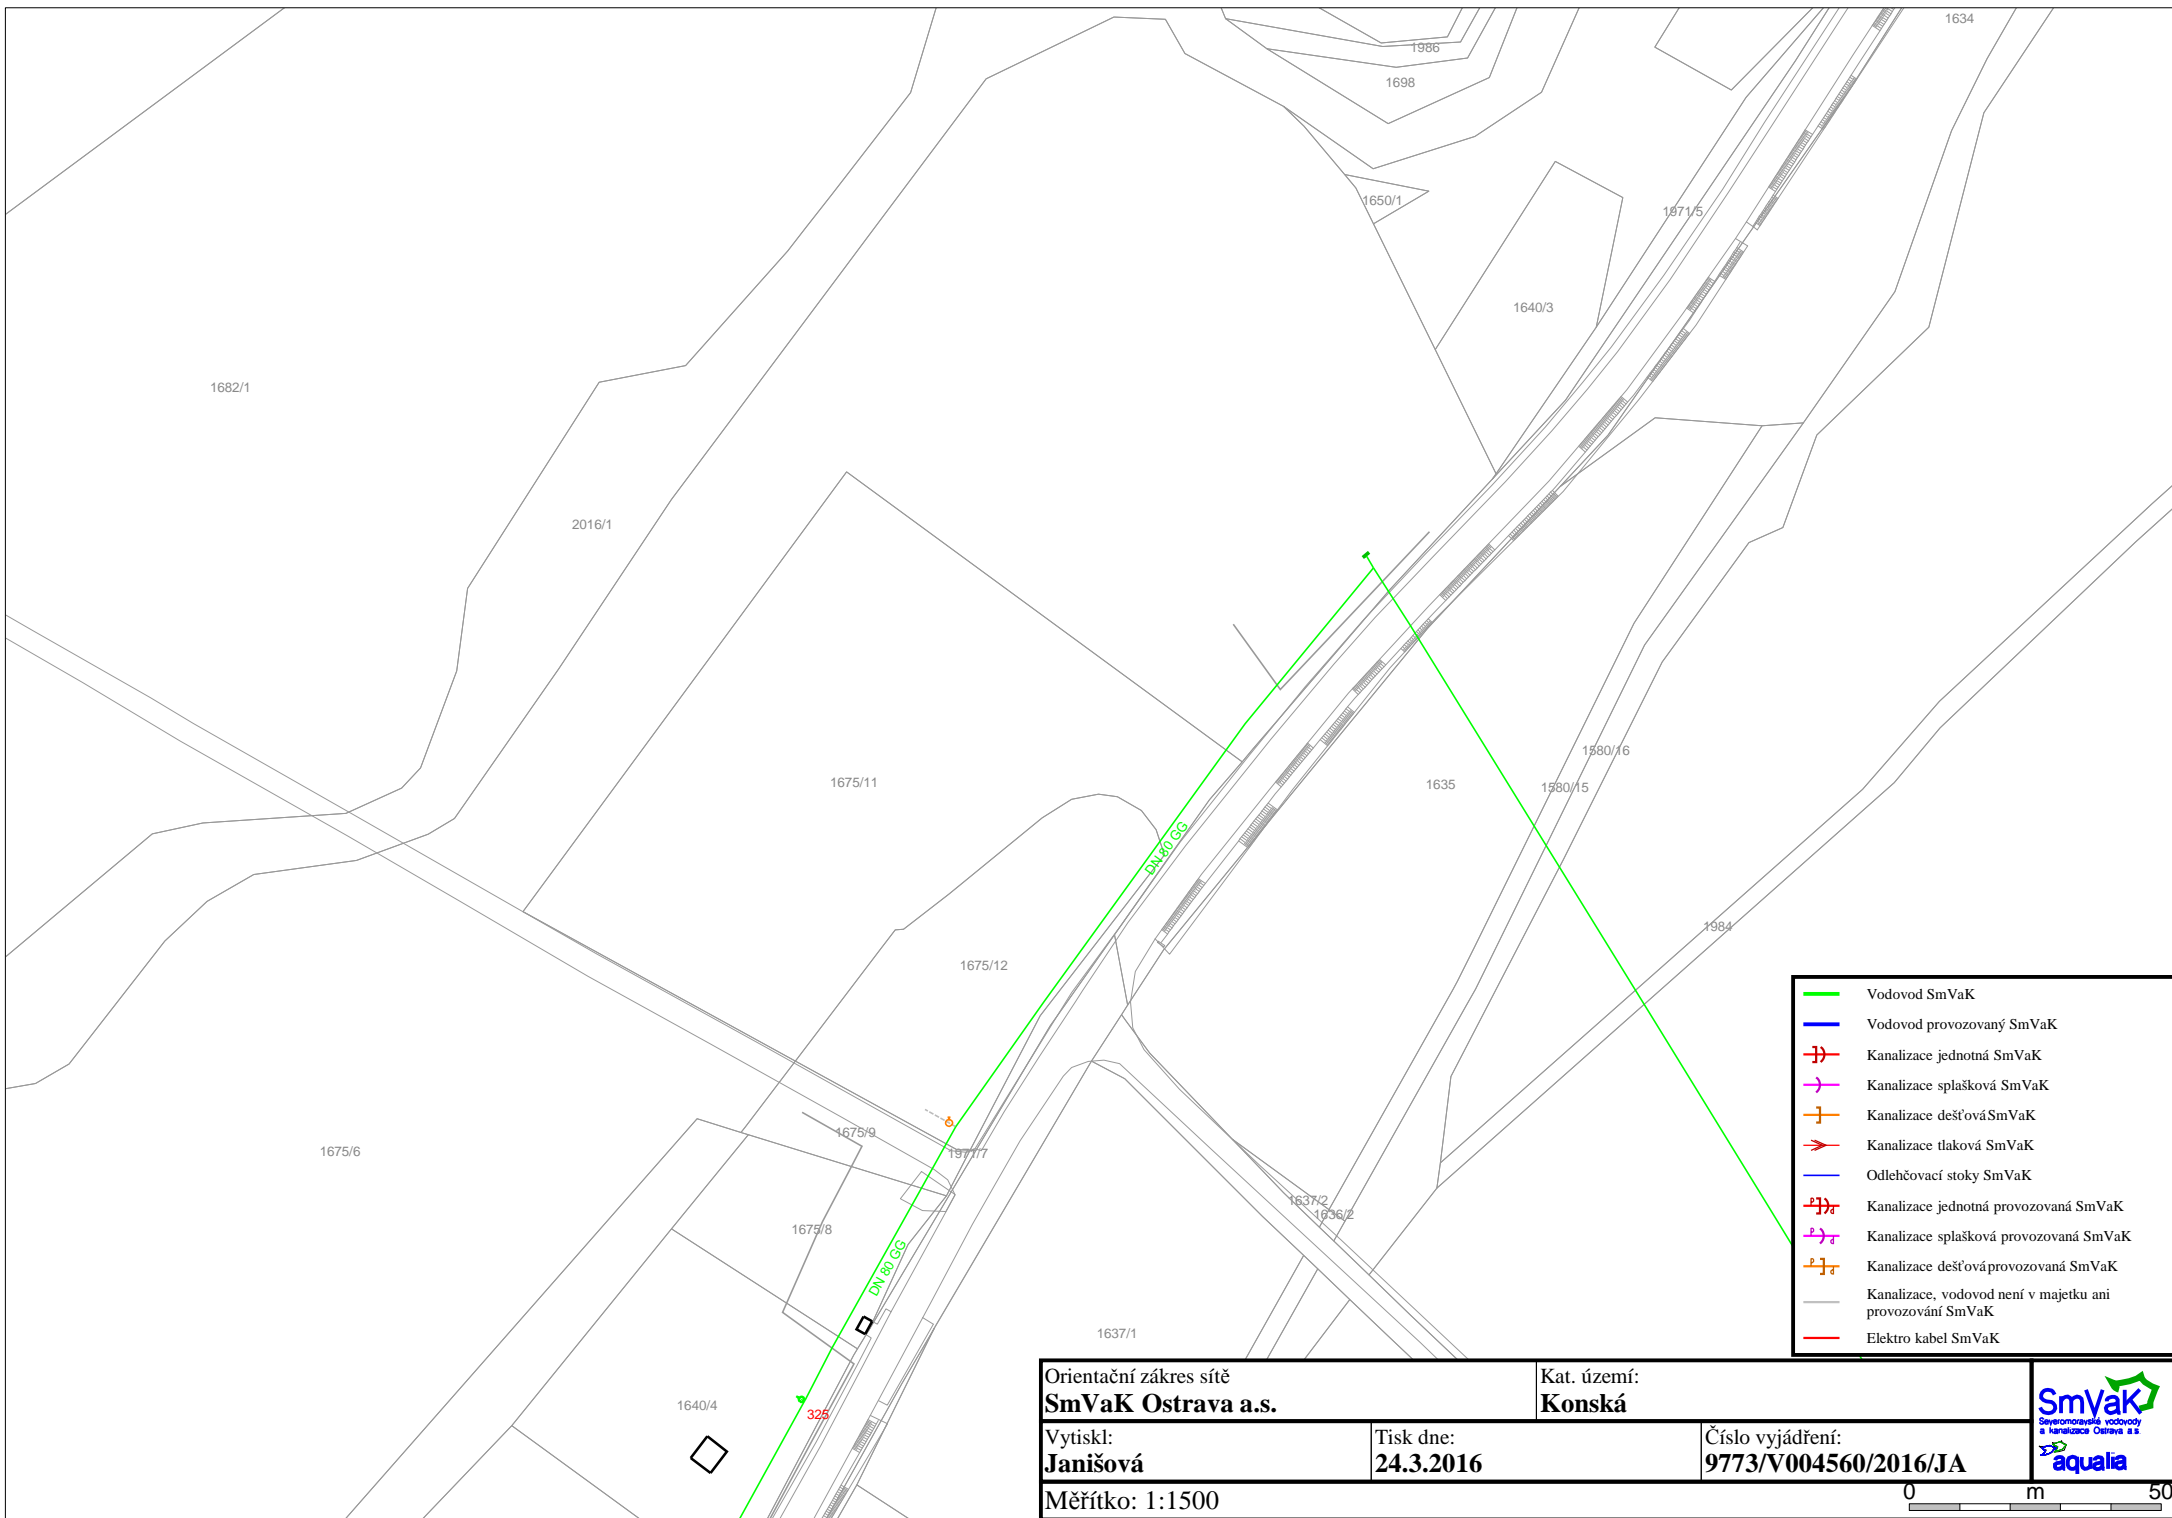 1634
1986
1698
1650/1
1971/5
1640/3
1682/1
2016/1
1675/11
1580/16
1635
1580/15
DN 80 GG
1984
1675/12
1675/9
1675/6
1971/7
1637/2
1636/2
1675/8
DN 80 GG
1637/1
1640/4
325
Vodovod SmVaK
Vodovod provozovaný SmVaK
Kanalizace jednotná SmVaK
Kanalizace splašková SmVaK
Kanalizace dešťová SmVaK
Kanalizace tlaková SmVaK
Odlehčovací stoky SmVaK
Kanalizace jednotná provozovaná SmVaK
Kanalizace splašková provozovaná SmVaK
Kanalizace dešťová provozovaná SmVaK
Kanalizace, vodovod není v majetku ani
provozování SmVaK
Elektro kabel SmVaK
Orientační zákres sítě
SmVaK Ostrava a.s.
Kat. území:
Konská
Vytiskl:
Janišová
Tisk dne:
24.3.2016
Číslo vyjádření:
9773/V004560/2016/JA
SmVaK
Severomoravské vodovody
a kanalizace Ostrava a.s.
aqualia
Měřítko: 1:1500
0 m 50